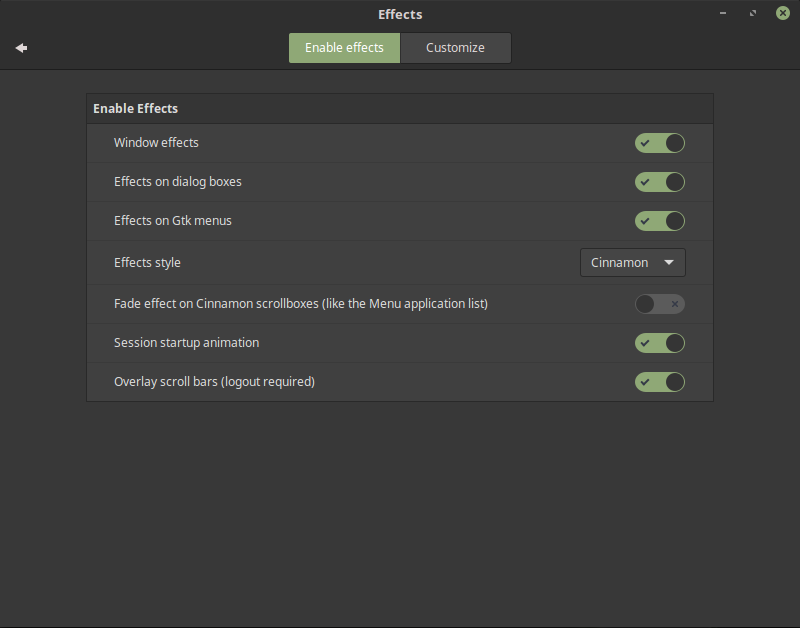 Effects
Enable effects
Customize
Enable Effects
Window effects
Effects on dialog boxes
Effects on Gtk menus
Effects style
Cinnamon
Fade effect on Cinnamon scrollboxes (like the Menu application list)
Session startup animation
Overlay scroll bars (logout required)